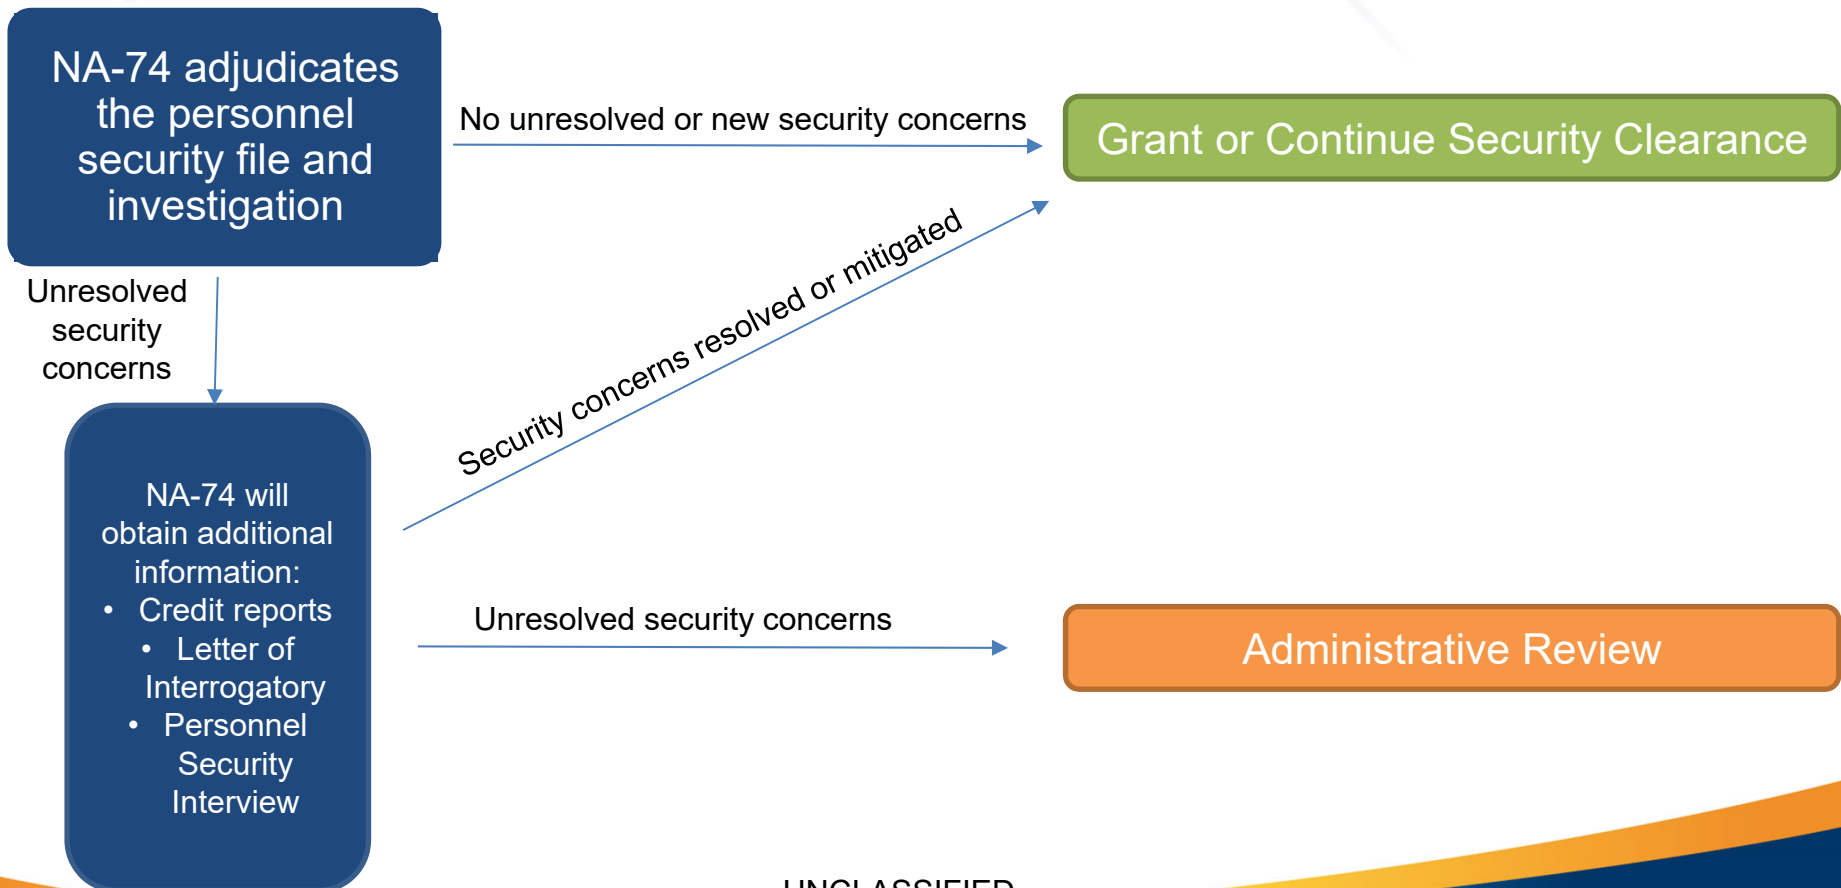 NA-74 adjudicates
the personnel
security file and
investigation
No unresolved or new security concerns
Grant or Continue Security Clearance
Unresolved
security
concerns
Security concerns resolved or mitigated
NA-74 will
obtain additional
information:
• Credit reports
• Letter of
Interrogatory
• Personnel
Security
Interview
Unresolved security concerns
Administrative Review
UNCLASSIFIED